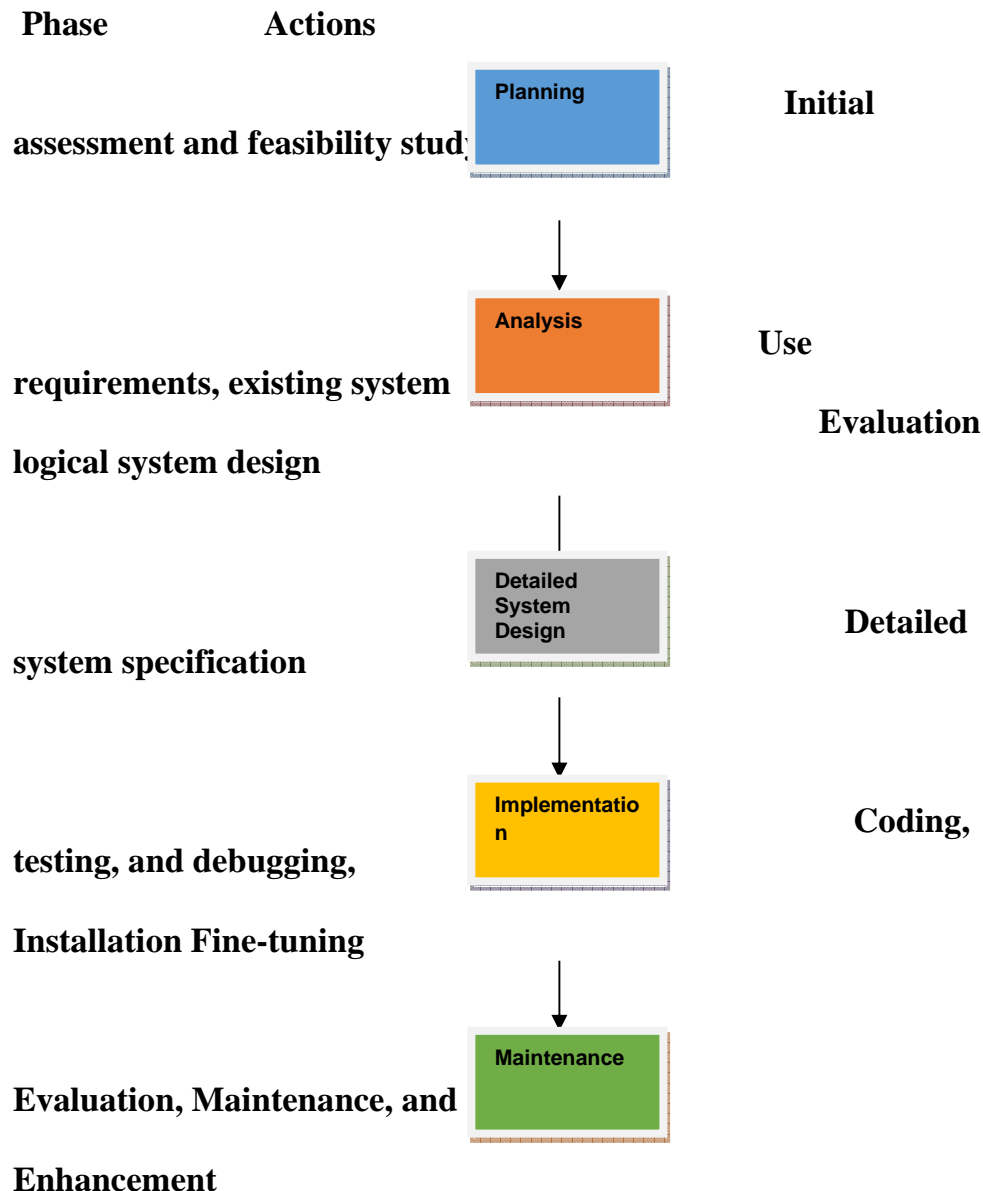 Phase Actions
Planning
Initial
assessment and feasibility study
Analysis
Use
requirements, existing system
Evaluation
logical system design
Detailed
System
Design
Detailed
system specification
Implementatio
n
Coding,
testing, and debugging,
Installation Fine-tuning
Maintenance
Evaluation, Maintenance, and
Enhancement